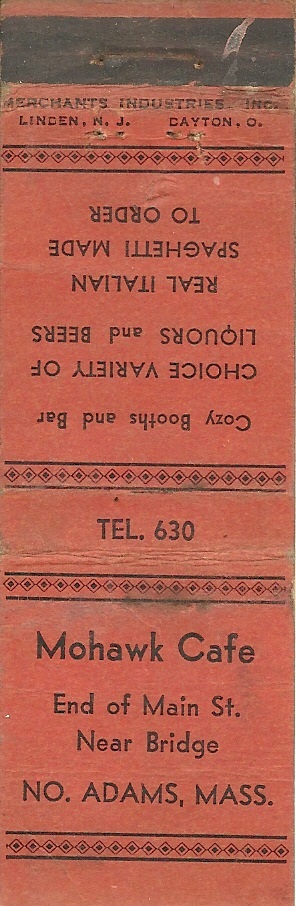 MERCHANTS INDUSTRIES, INC.
LINDEN, N. J. DAYTON, O.
Cozy Booths and Bar
CHOICE VARIETY OF
LIQUORS and BEERS
REAL ITALIAN
SPAGHETTI MADE
TO ORDER
TEL. 630
Mohawk Cafe
End of Main St.
Near Bridge
NO. ADAMS, MASS.